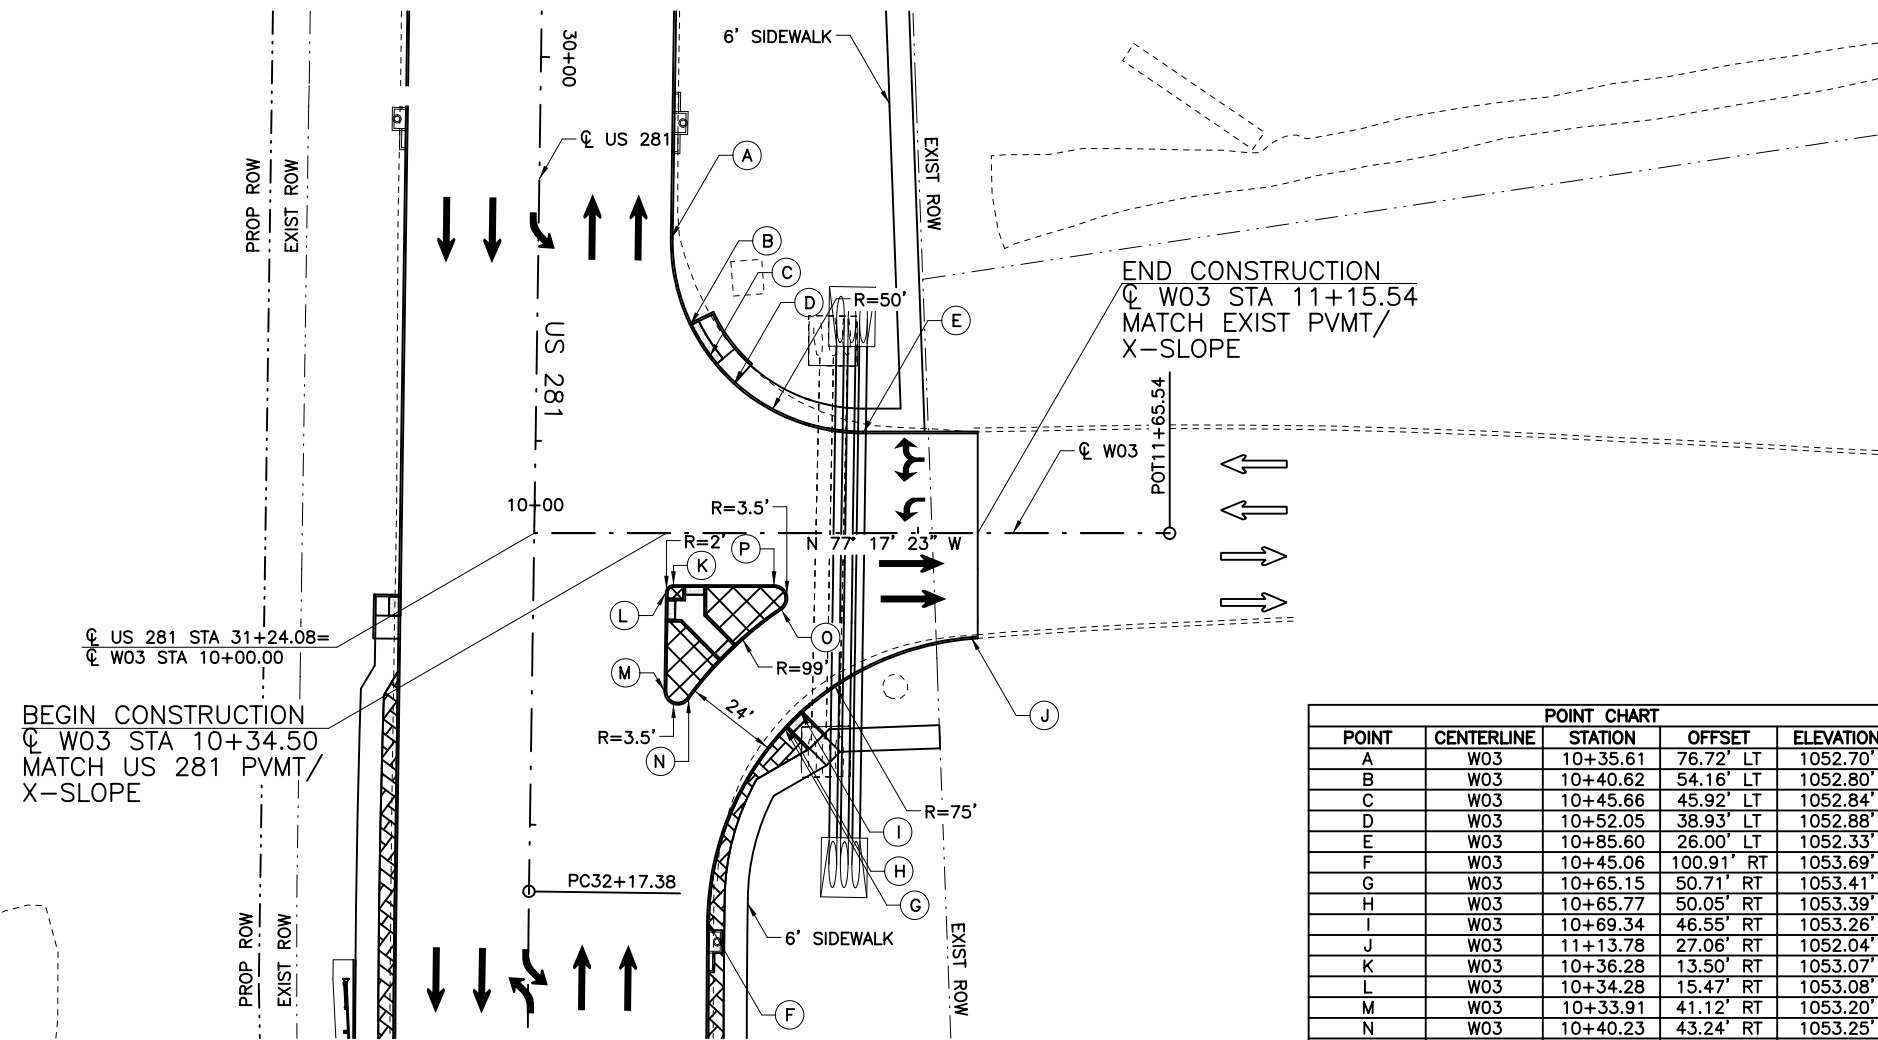 6' SIDEWALK
30+00
℄ US 281
A
PROP ROW
EXIST ROW
EXIST ROW
B
C
D
R=50'
E
US 281
END CONSTRUCTION
℄ W03 STA 11+15.54
MATCH EXIST PVMT/
X-SLOPE
POT11+65.54
℄ W03
10+00
R=3.5'
R=2'
P
N 77° 17' 23" W
K
L
O
M
R=99'
24'
R=3.5'
N
J
℄ US 281 STA 31+24.08=
℄ W03 STA 10+00.00
BEGIN CONSTRUCTION
℄ W03 STA 10+34.50
MATCH US 281 PVMT/
X-SLOPE
R=75'
I
H
G
PC32+17.38
6' SIDEWALK
PROP ROW
EXIST ROW
EXIST ROW
F
POINT CHART
POINT CENTERLINE STATION OFFSET ELEVATION
A W03 10+35.61 76.72' LT 1052.70'
B W03 10+40.62 54.16' LT 1052.80'
C W03 10+45.66 45.92' LT 1052.84'
D W03 10+52.05 38.93' LT 1052.88'
E W03 10+85.60 26.00' LT 1052.33'
F W03 10+45.06 100.91' RT 1053.69'
G W03 10+65.15 50.71' RT 1053.41'
H W03 10+65.77 50.05' RT 1053.39'
I W03 10+69.34 46.55' RT 1053.26'
J W03 11+13.78 27.06' RT 1052.04'
K W03 10+36.28 13.50' RT 1053.07'
L W03 10+34.28 15.47' RT 1053.08'
M W03 10+33.91 41.12' RT 1053.20'
N W03 10+40.23 43.24' RT 1053.25'